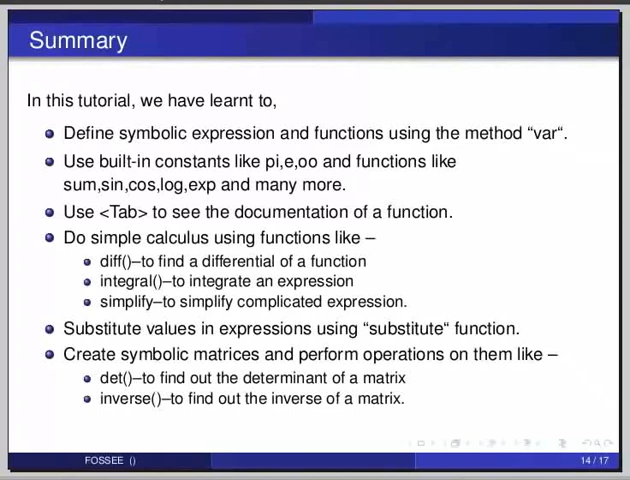 Summary
In this tutorial, we have learnt to,
Define symbolic expression and functions using the method “var“.
Use built-in constants like pi,e,oo and functions like
sum,sin,cos,log,exp and many more.
Use <Tab> to see the documentation of a function.
Do simple calculus using functions like –
diff()–to find a differential of a function
integral()–to integrate an expression
simplify–to simplify complicated expression.
Substitute values in expressions using “substitute“ function.
Create symbolic matrices and perform operations on them like –
det()–to find out the determinant of a matrix
inverse()–to find out the inverse of a matrix.
FOSSEE ()
14 / 17